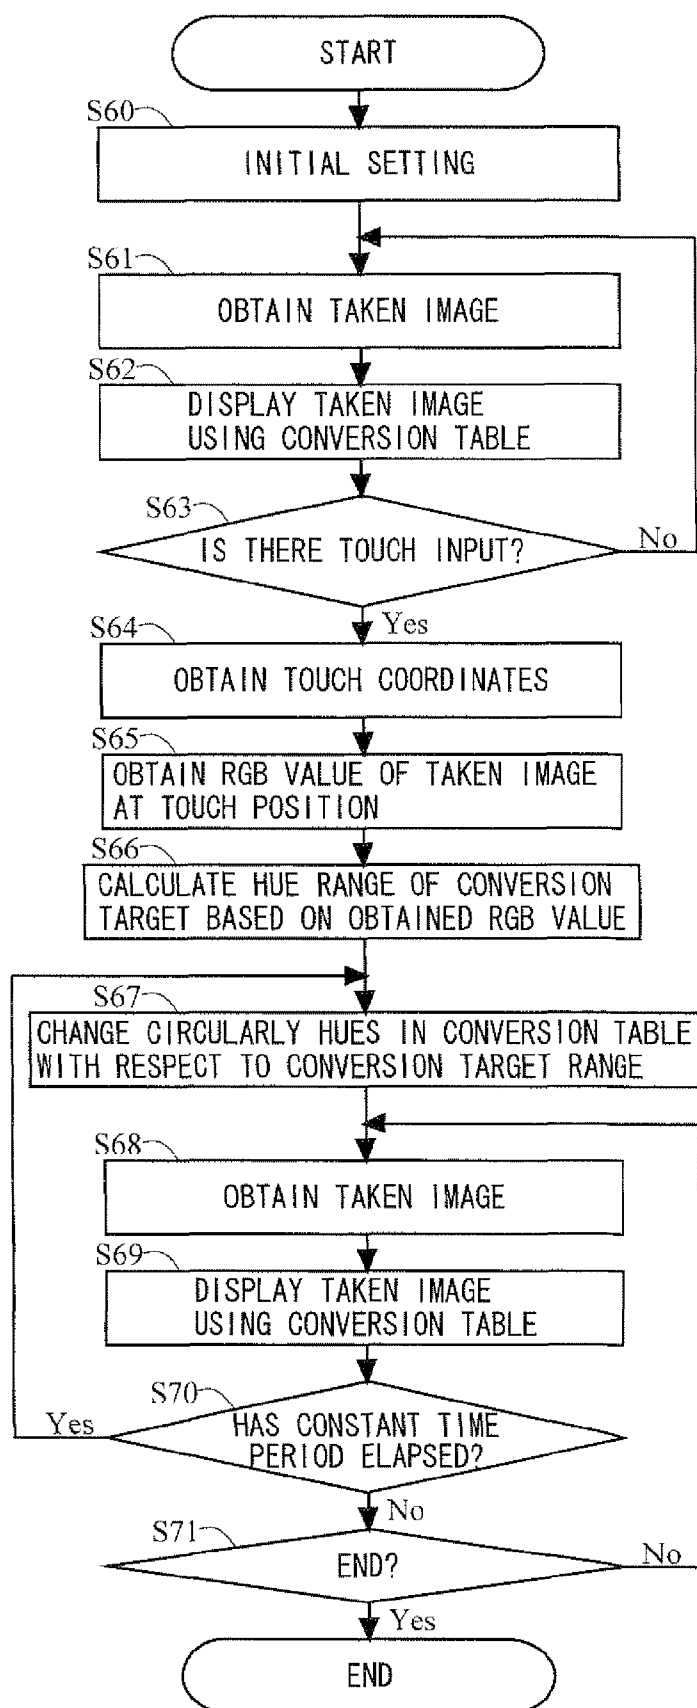 START
S60
INITIAL SETTING
S61
OBTAIN TAKEN IMAGE
S62
DISPLAY TAKEN IMAGE
USING CONVERSION TABLE
S63
IS THERE TOUCH INPUT?
No
Yes
S64
OBTAIN TOUCH COORDINATES
S65
OBTAIN RGB VALUE OF TAKEN IMAGE
AT TOUCH POSITION
S66
CALCULATE HUE RANGE OF CONVERSION
TARGET BASED ON OBTAINED RGB VALUE
S67
CHANGE CIRCULARLY HUES IN CONVERSION TABLE
WITH RESPECT TO CONVERSION TARGET RANGE
S68
OBTAIN TAKEN IMAGE
S69
DISPLAY TAKEN IMAGE
USING CONVERSION TABLE
S70
Yes
HAS CONSTANT TIME
PERIOD ELAPSED?
No
S71
END?
No
Yes
END